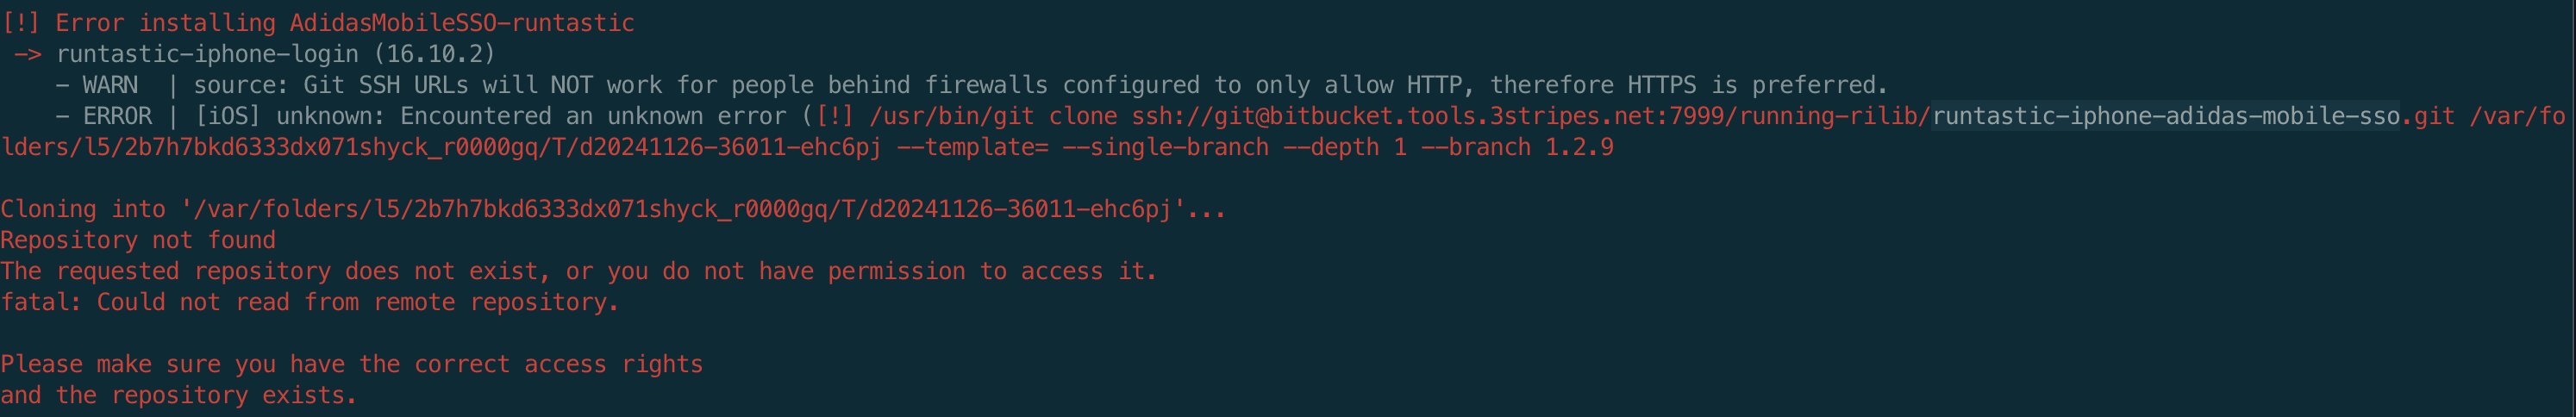 [!] Error installing AdidasMobileSSO-runtastic
 -> runtastic-iphone-login (16.10.2)
    - WARN  | source: Git SSH URLs will NOT work for people behind firewalls configured to only allow HTTP, therefore HTTPS is preferred.
    - ERROR | [iOS] unknown: Encountered an unknown error ([!] /usr/bin/git clone ssh://git@bitbucket.tools.3stripes.net:7999/running-rilib/runtastic-iphone-adidas-mobile-sso.git /var/fo
lders/l5/2b7h7bkd6333dx071shyck_r0000gq/T/d20241126-36011-ehc6pj --template= --single-branch --depth 1 --branch 1.2.9

Cloning into '/var/folders/l5/2b7h7bkd6333dx071shyck_r0000gq/T/d20241126-36011-ehc6pj'...
Repository not found
The requested repository does not exist, or you do not have permission to access it.
fatal: Could not read from remote repository.

Please make sure you have the correct access rights
and the repository exists.